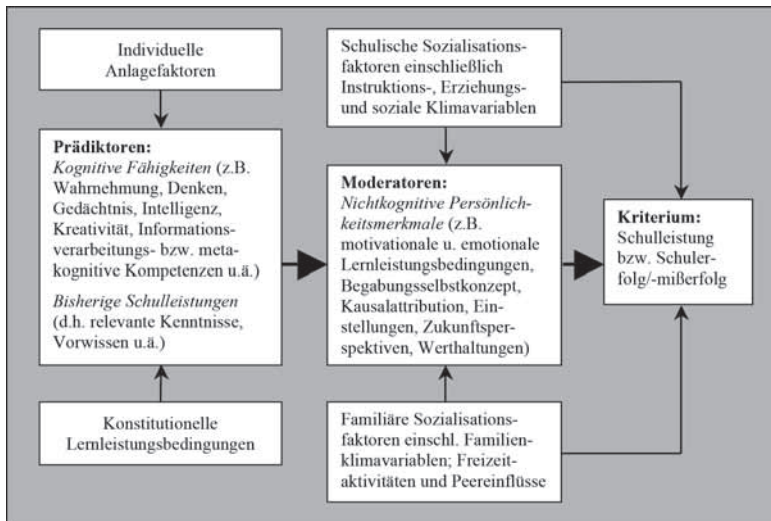 Individuelle
Anlagefaktoren
Prädiktoren:
Kognitive Fähigkeiten (z.B.
Wahrnehmung, Denken,
Gedächtnis, Intelligenz,
Kreativität, Informations-
verarbeitungs- bzw. meta-
kognitive Kompetenzen u.ä.)
Bisherige Schulleistungen
(d.h. relevante Kenntnisse,
Vorwissen u.ä.)
Konstitutionelle
Lernleistungsbedingungen
Schulische Sozialisations-
faktoren einschließlich
Instruktions-, Erziehungs-
und soziale Klimavariablen
Moderatoren:
Nichtkognitive Persönlich-
keitsmerkmale (z.B.
motivationale u. emotionale
Lernleistungsbedingungen,
Begabungsselbstkonzept,
Kausalattribution, Ein-
stellungen, Zukunftsper-
spektiven, Werthaltungen)
Familiäre Sozialisations-
faktoren einschl. Familien-
klimavariablen; Freizeit-
aktivitäten und Peereinflüsse
Kriterium:
Schulleistung
bzw. Schuler-
folg/-mißerfolg